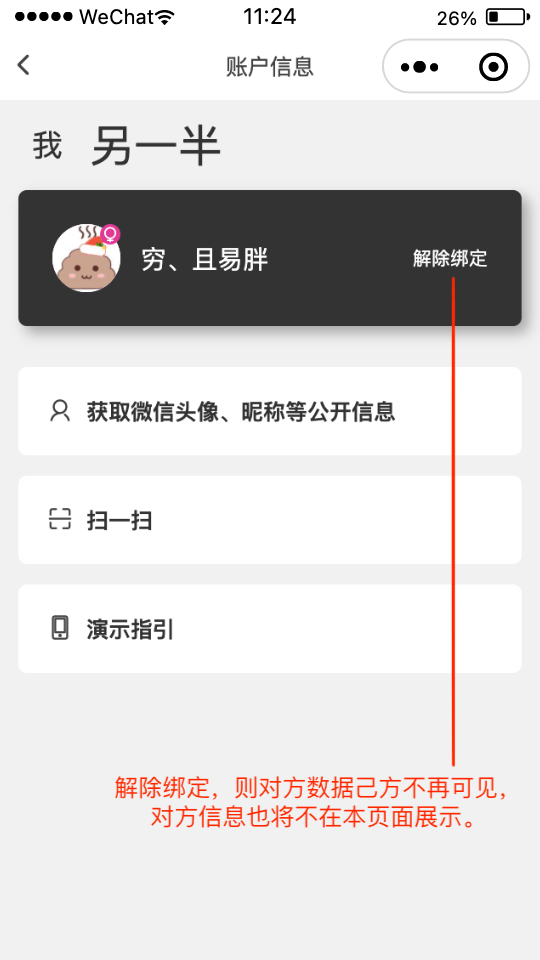 WeChat 11:24 26%
账户信息
我 另一半
穷、且易胖 解除绑定
获取微信头像、昵称等公开信息
扫一扫
演示指引
解除绑定，则对方数据己方不再可见，
对方信息也将不在本页面展示。